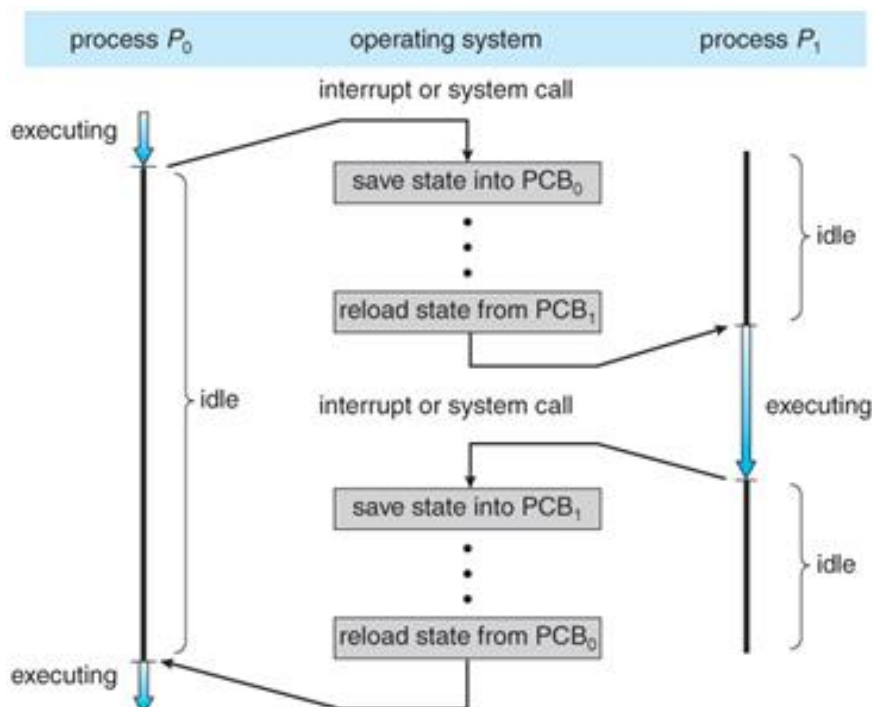 process P₀ operating system process P₁
interrupt or system call
executing
save state into PCB₀
idle
reload state from PCB₁
idle
interrupt or system call
executing
save state into PCB₁
idle
reload state from PCB₀
executing